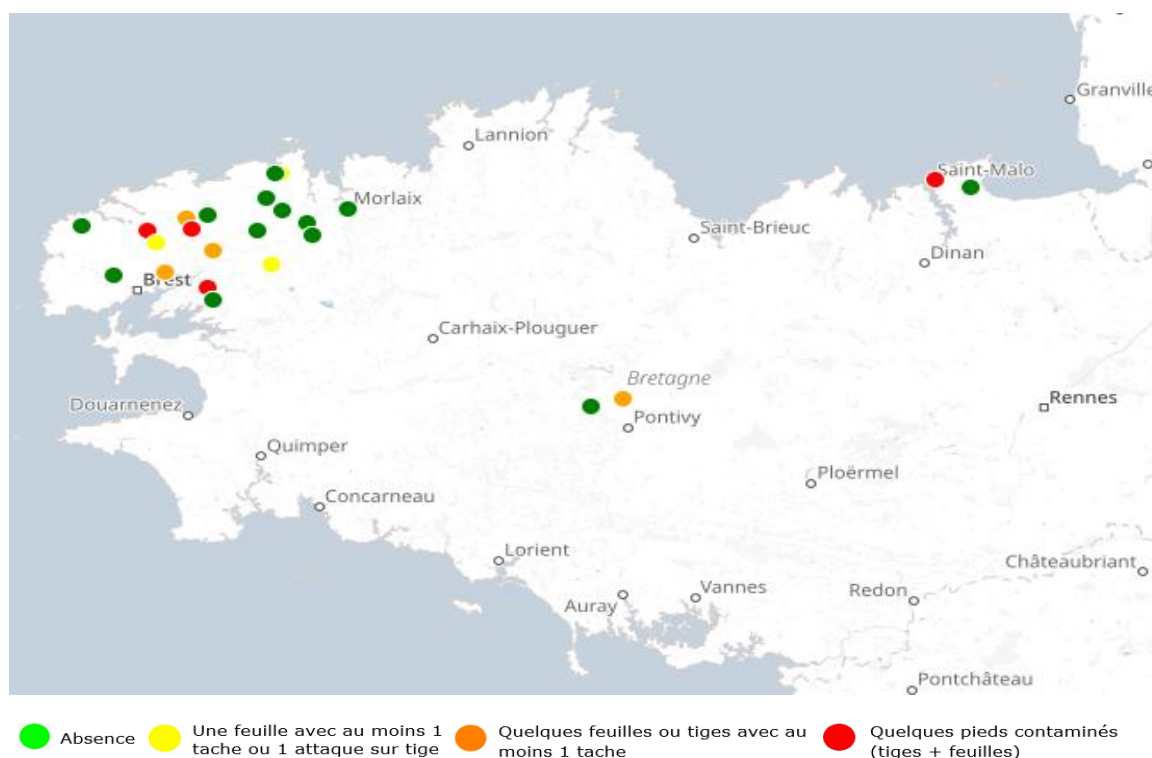 Granville
Lannion
Saint-Malo
Morlaix
Saint-Brieuc
Dinan
Brest
Carhaix-Plouguer
Bretagne
Rennes
Douarnenez
Pontivy
Quimper
Ploërmel
Concarneau
Lorient
Châteaubriant
Vannes
Redon
Auray
Pontchâteau
Absence
Une feuille avec au moins 1
tache ou 1 attaque sur tige
Quelques feuilles ou tiges avec au
moins 1 tache
Quelques pieds contaminés
(tiges + feuilles)